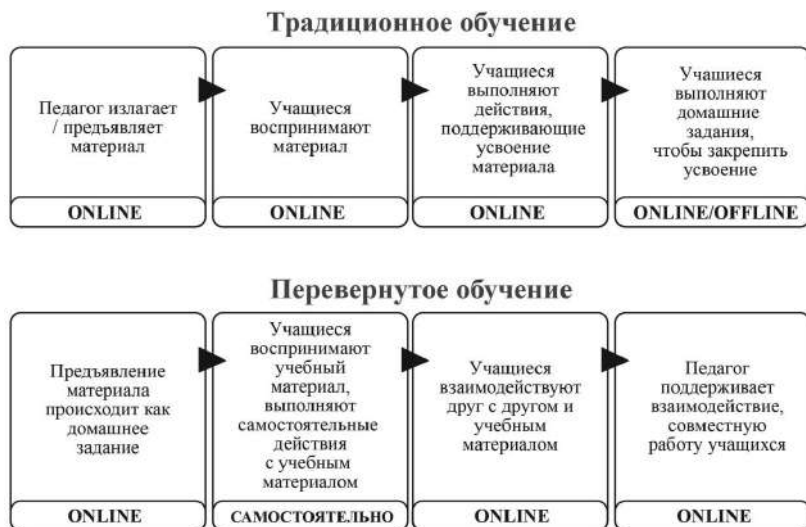 Традиционное обучение
Педагог излагает
/ предъявляет
материал
ONLINE
Учащиеся
воспринимают
материал
ONLINE
Учащиеся
выполняют
действия,
поддерживающие
усвоение
материала
ONLINE
Учашиеся
выполняют
домашние
задания,
чтобы закрепить
усвоение
ONLINE/OFFLINE
Перевернутое обучение
Предъявление
материала
происходит как
домашнее
задание
ONLINE
Учащиеся
воспринимают
учебный
материал,
выполняют
самостоятельные
действия
с учебным
материалом
САМОСТОЯТЕЛЬНО
Учащиеся
взаимодействуют
друг с другом и
учебным
материалом
ONLINE
Педагог
поддерживает
взаимодействие,
совместную
работу учащихся
ONLINE